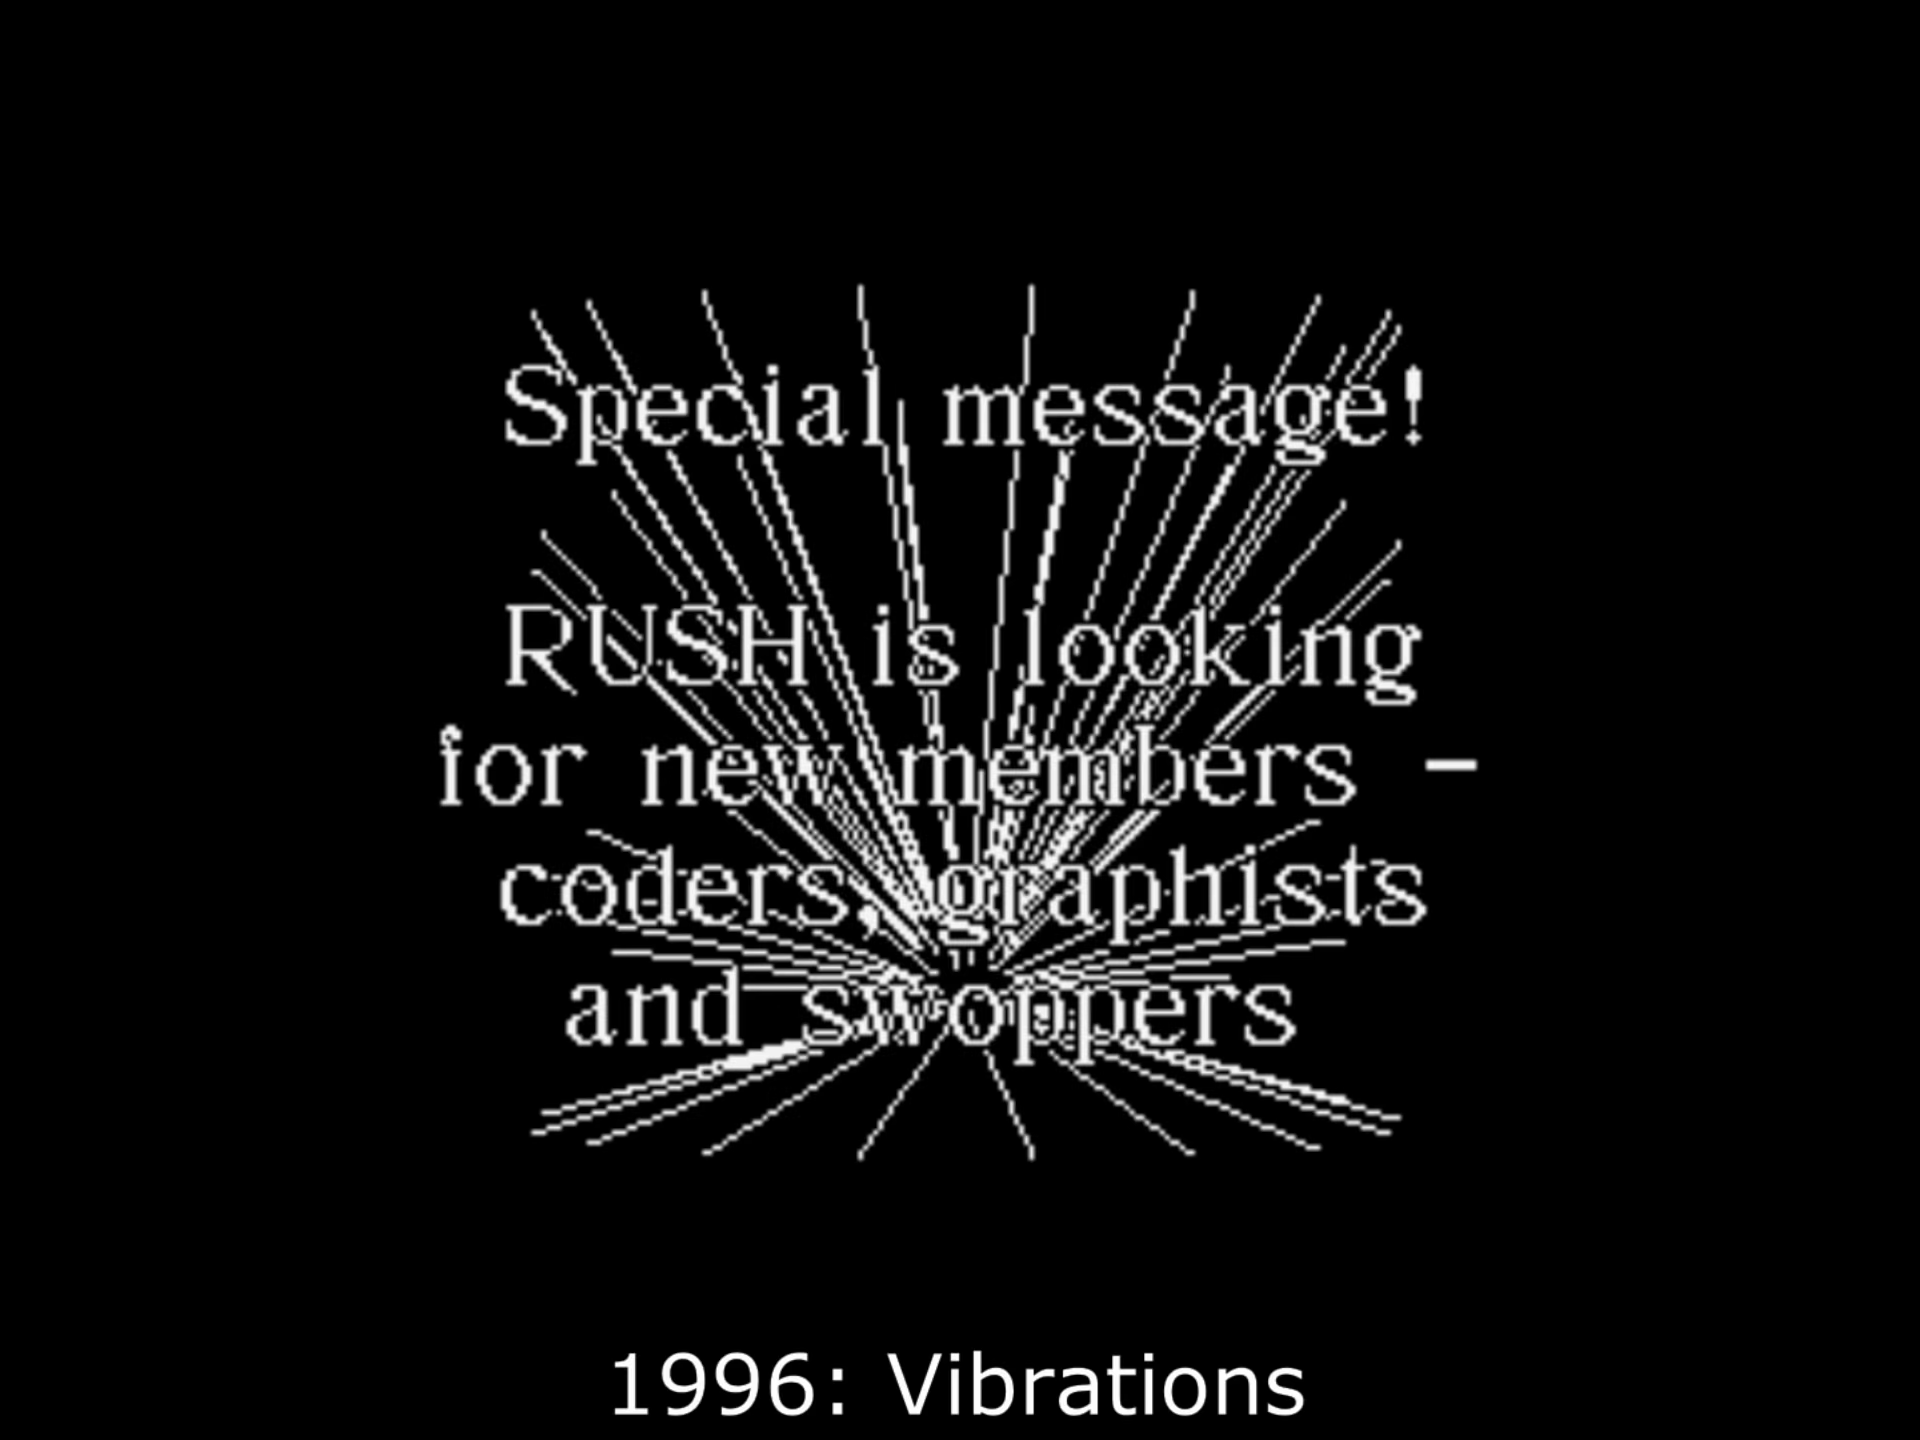 Special message!
RUSH is looking
for new members -
coders, graphists
and swoppers
1996: Vibrations